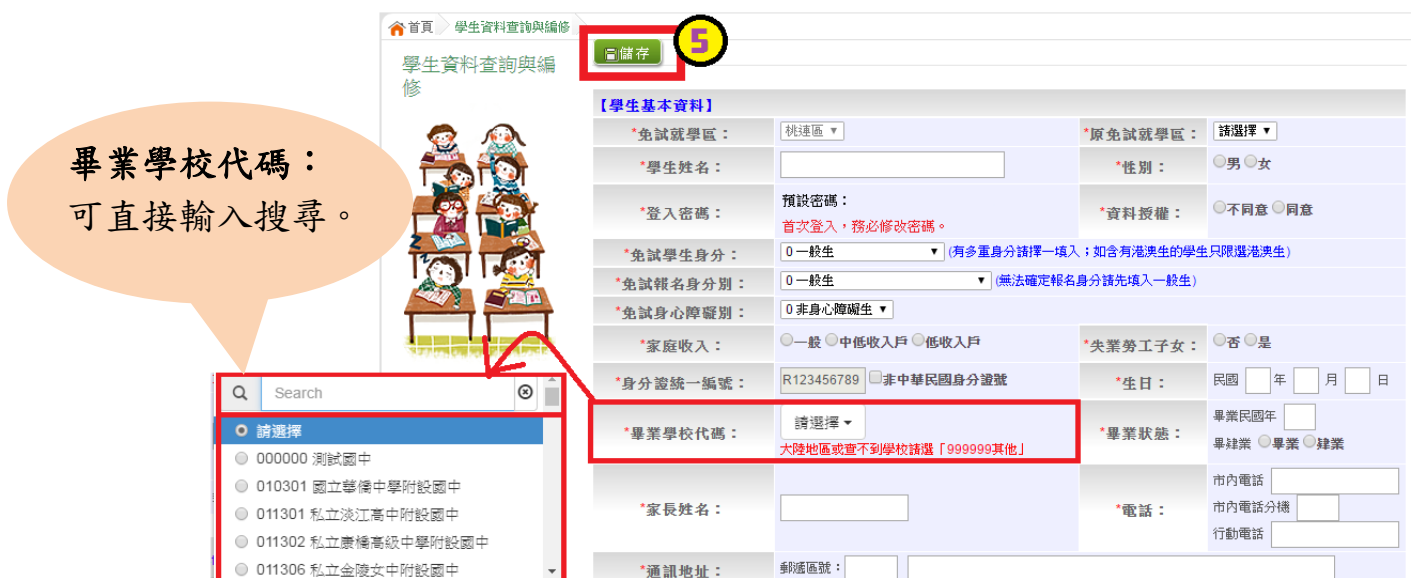 首頁 學生資料查詢與編修
學生資料查詢與編修
儲存
5
畢業學校代碼：
可直接輸入搜尋。
【學生基本資料】
*免試就學區： 桃連區 *原免試就學區： 請選擇
*學生姓名： *性別： 男 女
*登入密碼： 預設密碼：
首次登入，務必修改密碼。
*資料授權： 不同意 同意
*免試學生身分： 0 一般生 (有多重身分請擇一填入；如含有港澳生的學生只限選港澳生)
*免試報名身分別： 0 一般生 (無法確定報名身分請先填入一般生)
*免試身心障礙別： 0 非身心障礙生
*家庭收入： 一般 中低收入戶 低收入戶 *失業勞工子女： 否 是
*身分證統一編號： R123456789 非中華民國身分證號 *生日： 民國 年 月 日
*畢業學校代碼： 請選擇
大陸地區或查不到學校請選「999999其他」
*畢業狀態： 畢業民國年
畢肄業 畢業 肄業
*家長姓名： *電話： 市內電話
市內電話分機
行動電話
*通訊地址： 郵遞區號：
Search
請選擇
000000 測試國中
010301 國立華僑中學附設國中
011301 私立淡江高中附設國中
011302 私立康橋高級中學附設國中
011306 私立金陵女中附設國中